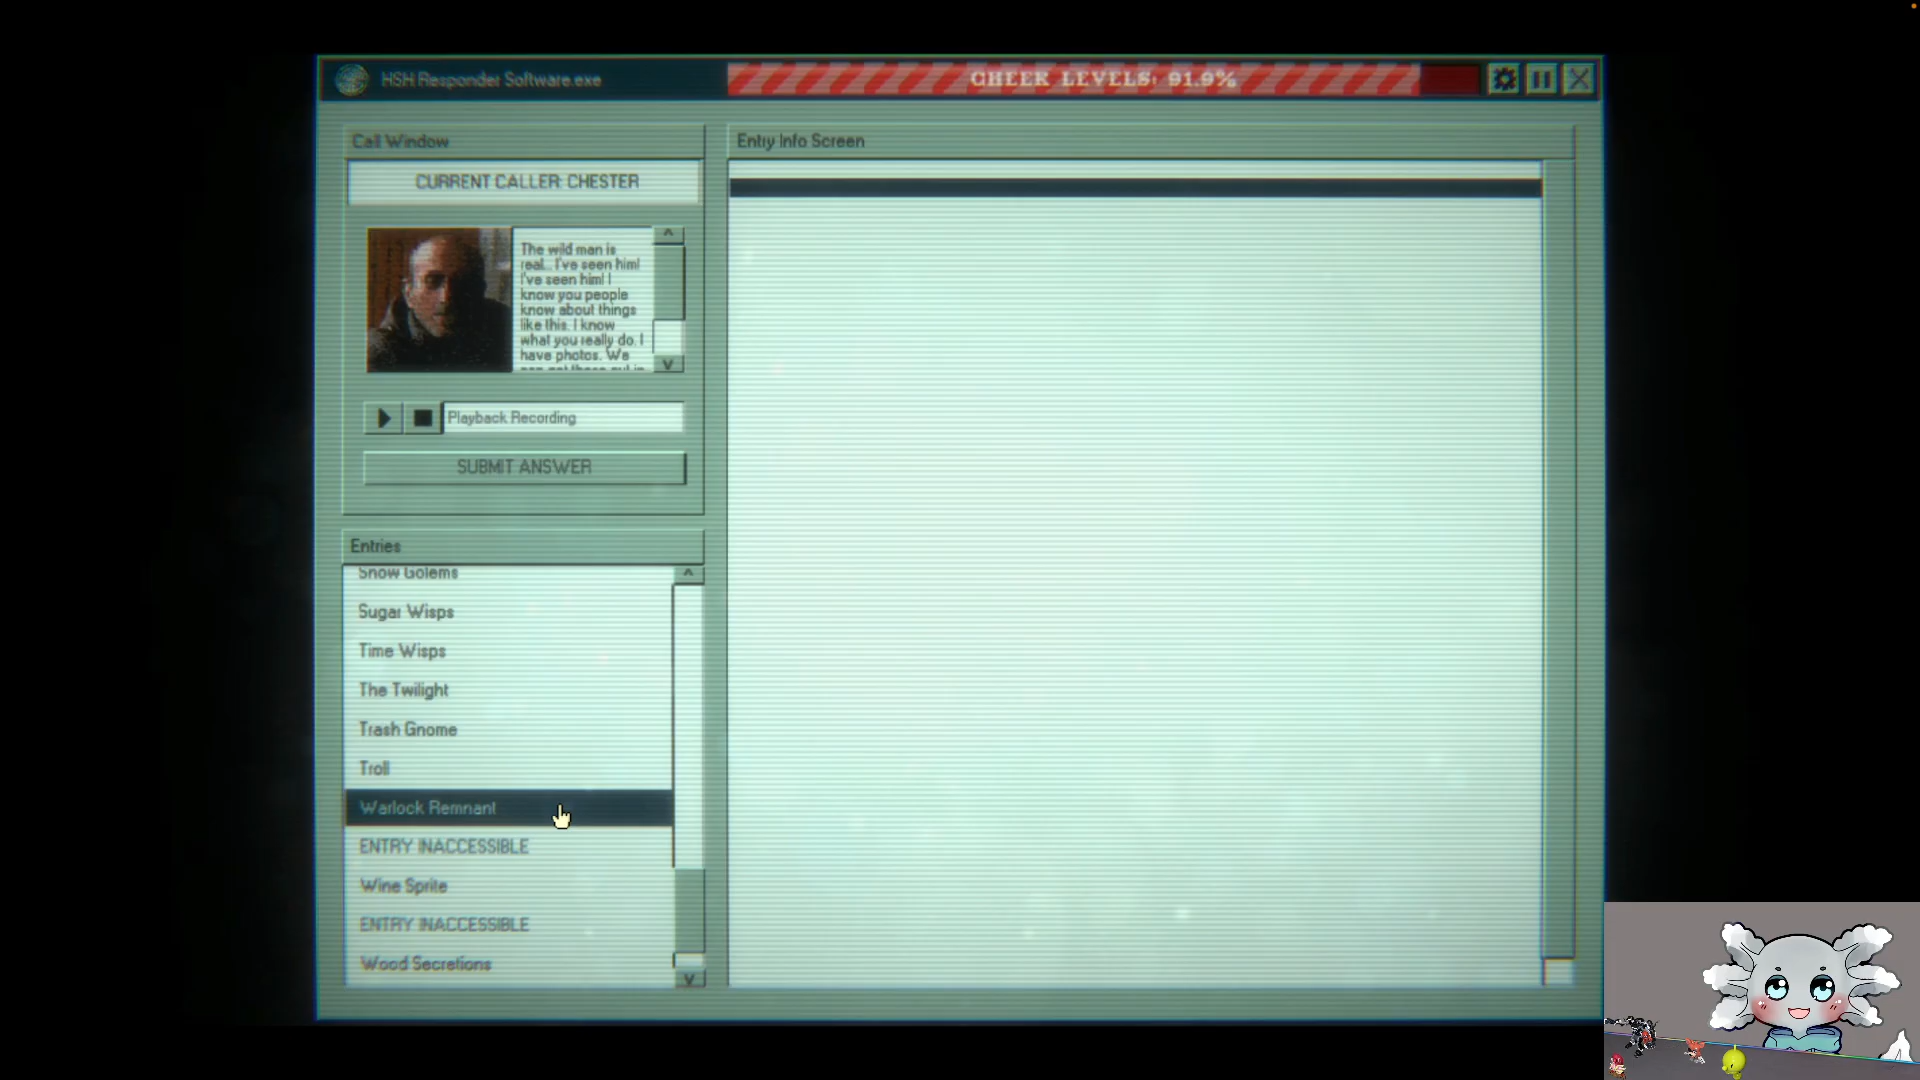 HSH Responder Software.exe
CHEER LEVELS: 91.9%
Call Window
CURRENT CALLER: CHESTER
The wild man is
real... I've seen him!
I've seen him! I
know you people
know about things
like this. I know
what you really do. I
have photos. We
Playback Recording
SUBMIT ANSWER
Entries
Snow Golems
Sugar Wisps
Time Wisps
The Twilight
Trash Gnome
Troll
Warlock Remnant
ENTRY INACCESSIBLE
Wine Sprite
ENTRY INACCESSIBLE
Wood Secretions
Entry Info Screen